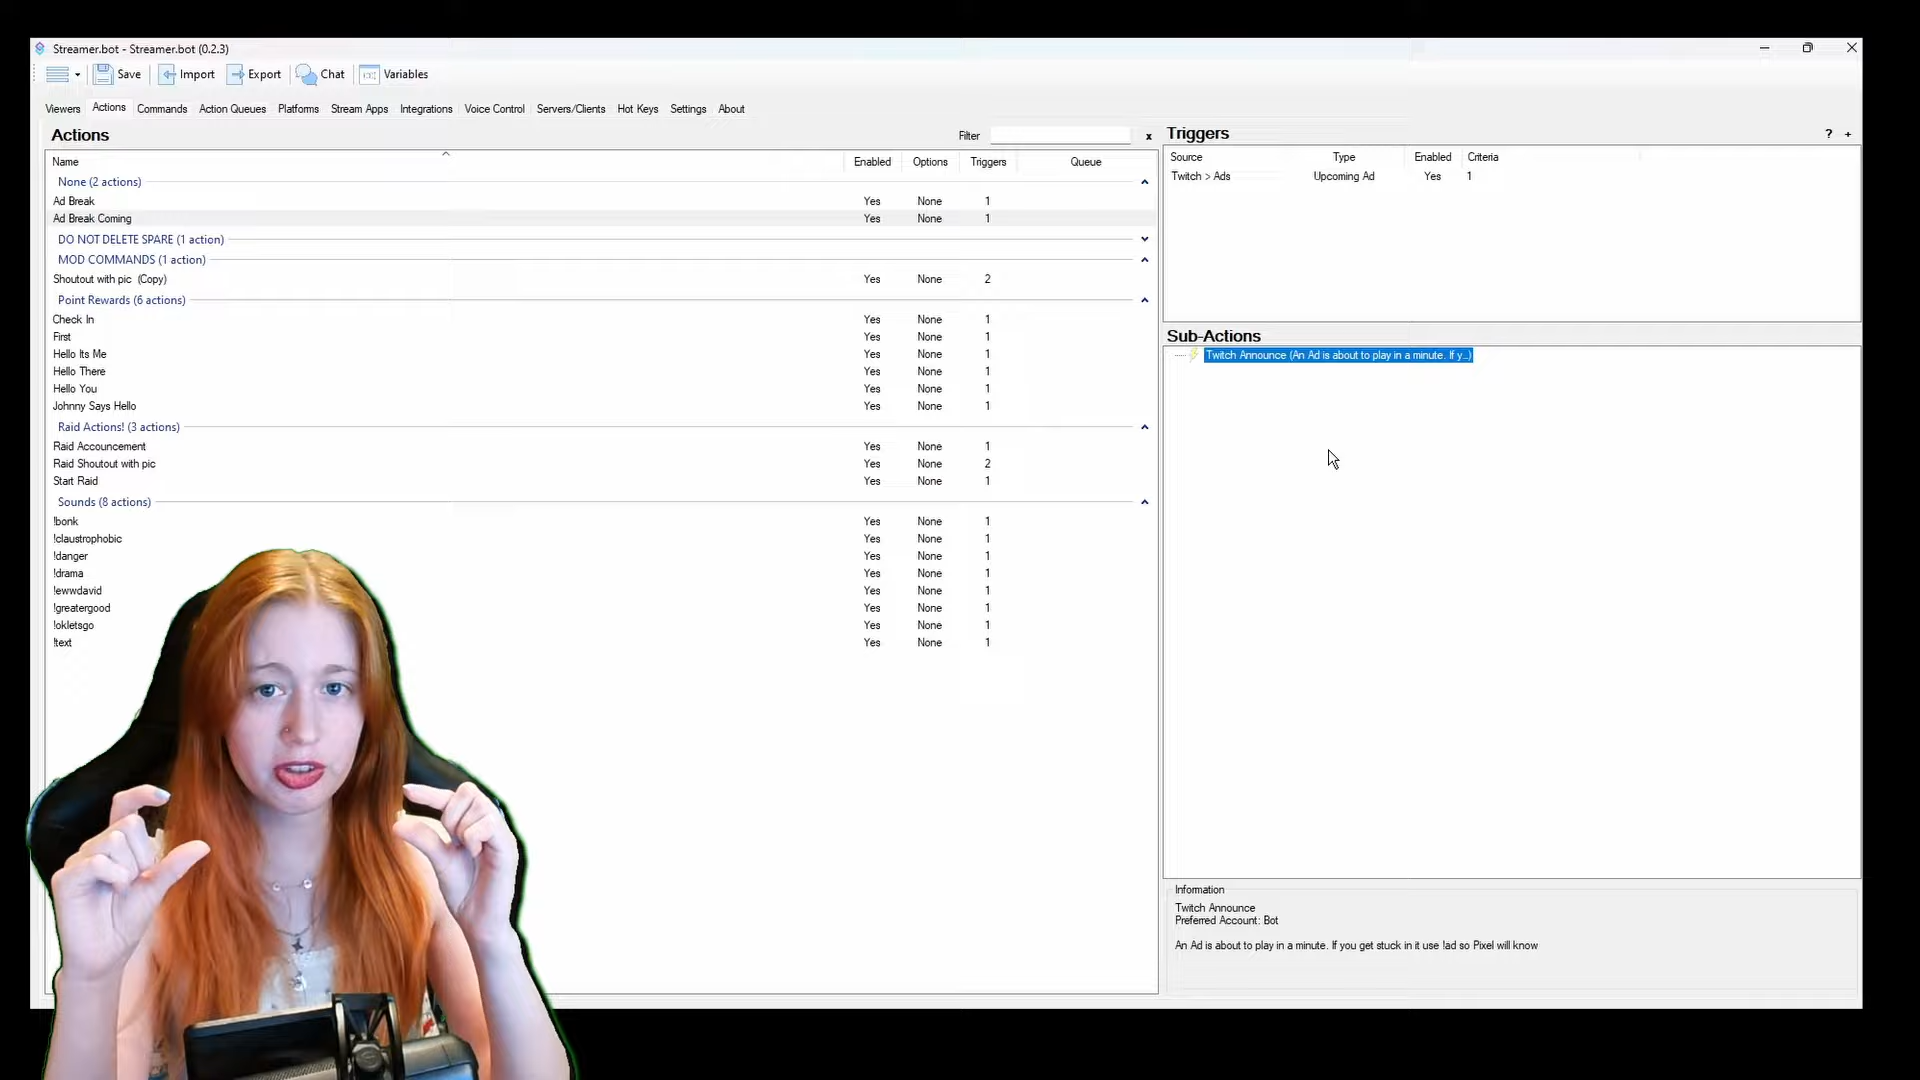 Streamer.bot - Streamer.bot (0.2.3)
Save Import Export Chat Variables
Viewers Actions Commands Action Queues Platforms Stream Apps Integrations Voice Control Servers/Clients Hot Keys Settings About
Actions Filter x
Name Enabled Options Triggers Queue
None (2 actions)
Ad Break Yes None 1
Ad Break Coming Yes None 1
DO NOT DELETE SPARE (1 action)
MOD COMMANDS (1 action)
Shoutout with pic (Copy) Yes None 2
Point Rewards (6 actions)
Check In Yes None 1
First Yes None 1
Hello Its Me Yes None 1
Hello There Yes None 1
Hello You Yes None 1
Johnny Says Hello Yes None 1
Raid Actions! (3 actions)
Raid Accouncement Yes None 1
Raid Shoutout with pic Yes None 2
Start Raid Yes None 1
Sounds (8 actions)
!bonk Yes None 1
!claustrophobic Yes None 1
!danger Yes None 1
!drama Yes None 1
!ewwdavid Yes None 1
!greatergood Yes None 1
!okletsgo Yes None 1
!text Yes None 1
Triggers ? +
Source Type Enabled Criteria
Twitch > Ads Upcoming Ad Yes 1
Sub-Actions
Twitch Announce (An Ad is about to play in a minute. If y...)
Information
Twitch Announce
Preferred Account: Bot
An Ad is about to play in a minute. If you get stuck in it use !ad so Pixel will know